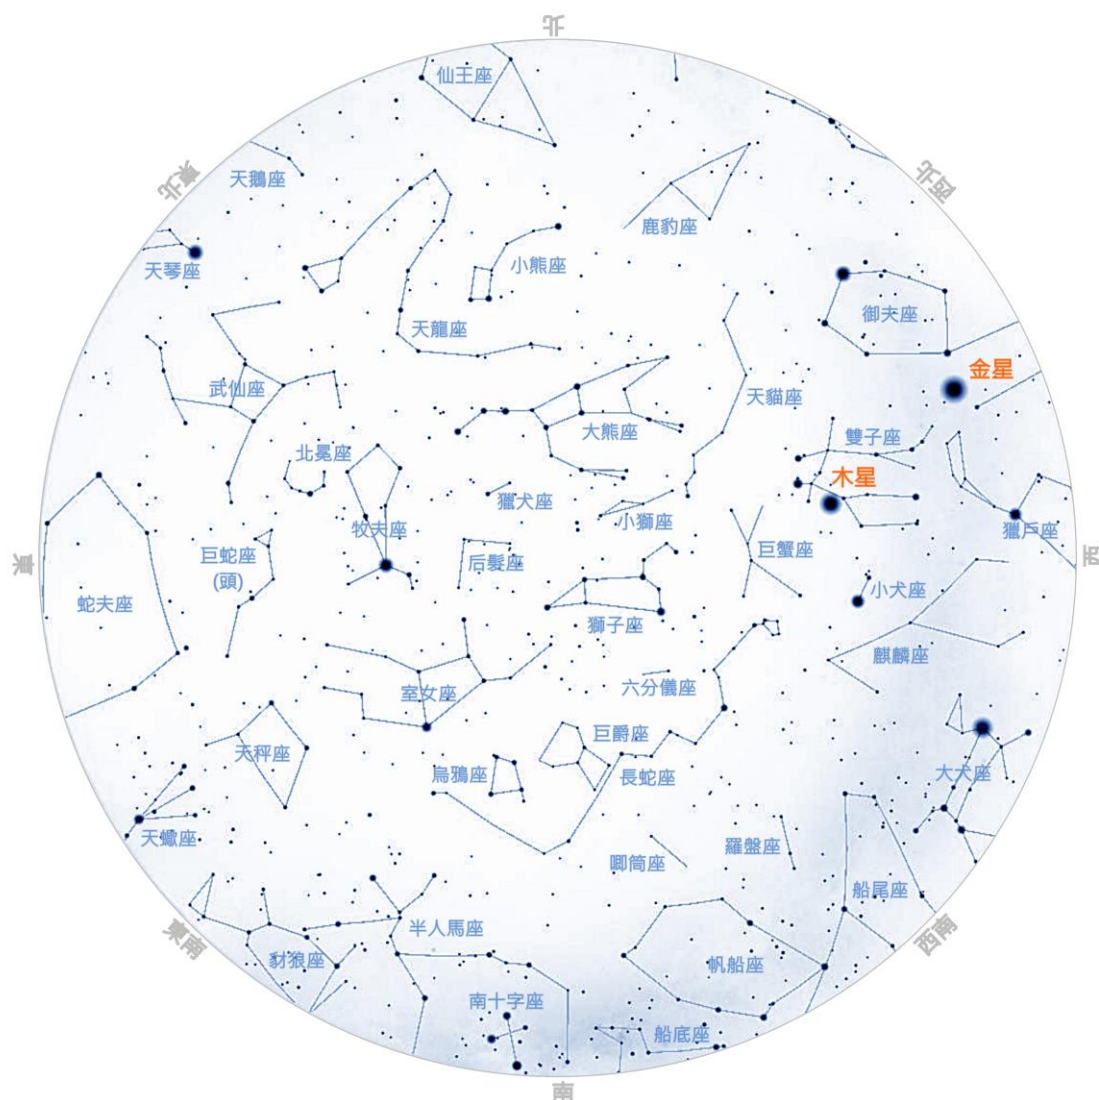 北
仙王座
天鵝座
東北
西北
鹿豹座
小熊座
天琴座
御夫座
天龍座
金星
武仙座
天貓座
大熊座
雙子座
北冕座
木星
獵犬座
小獅座
牧夫座
獵戶座
巨蟹座
巨蛇座
(頭)
后髮座
東
西
小犬座
蛇夫座
獅子座
麒麟座
六分儀座
室女座
巨爵座
天秤座
烏鴉座
長蛇座
大犬座
天蠍座
羅盤座
唧筒座
船尾座
半人馬座
東南
西南
豺狼座
帆船座
南十字座
船底座
南